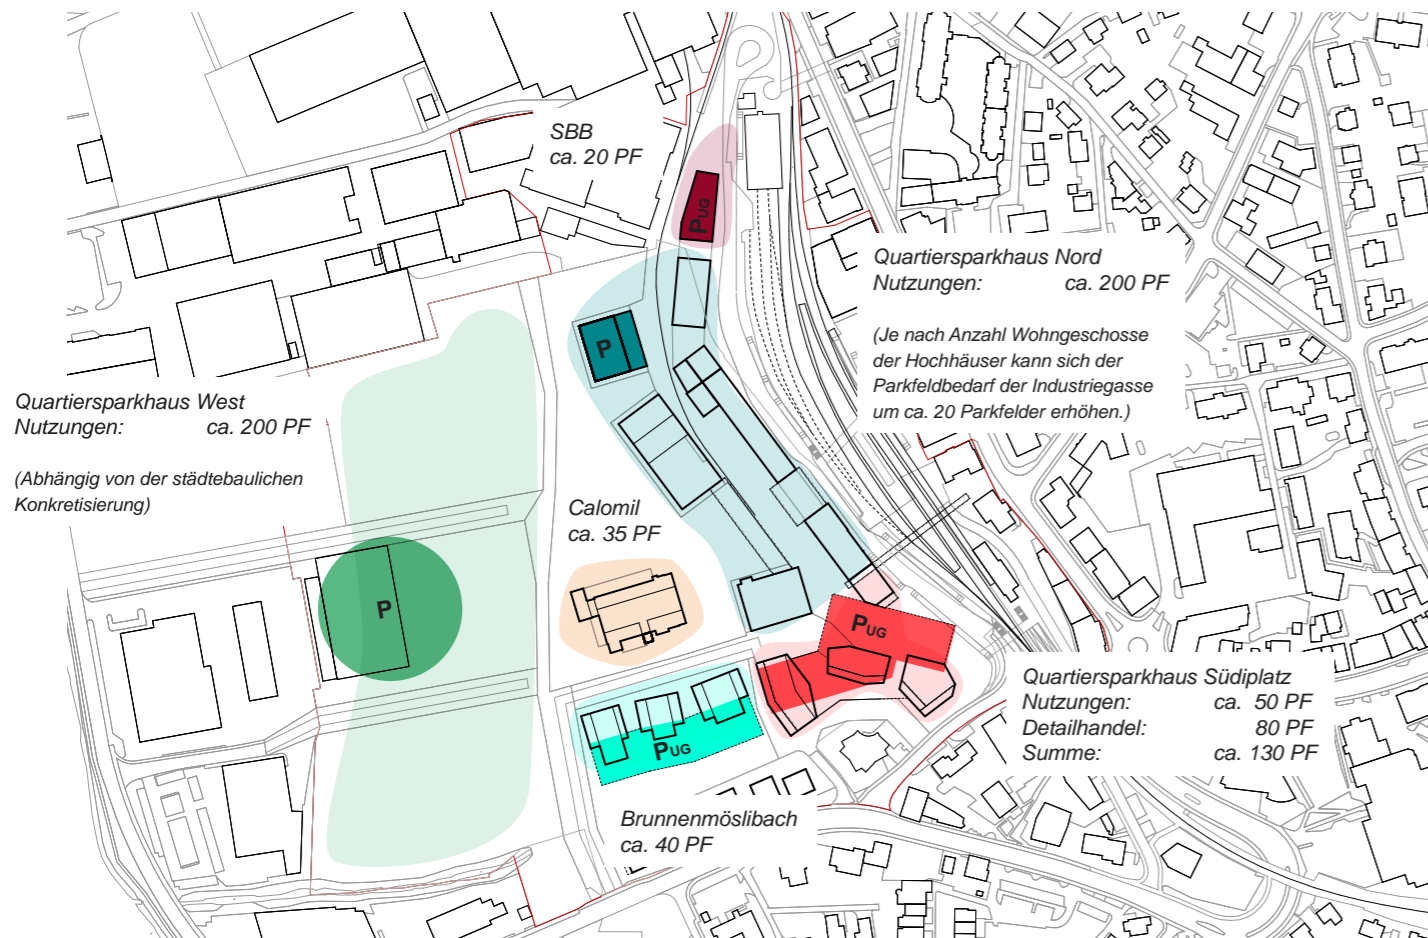 SBB
ca. 20 PF
PUG
Quartiersparkhaus Nord
Nutzungen: ca. 200 PF
(Je nach Anzahl Wohngeschosse
der Hochhäuser kann sich der
Parkfeldbedarf der Industriegasse
um ca. 20 Parkfelder erhöhen.)
P
Quartiersparkhaus West
Nutzungen: ca. 200 PF
(Abhängig von der städtebaulichen
Konkretisierung)
Calomil
ca. 35 PF
P
PUG
Quartiersparkhaus Südiplatz
Nutzungen: ca. 50 PF
Detailhandel: 80 PF
Summe: ca. 130 PF
PUG
Brunnenmöslibach
ca. 40 PF